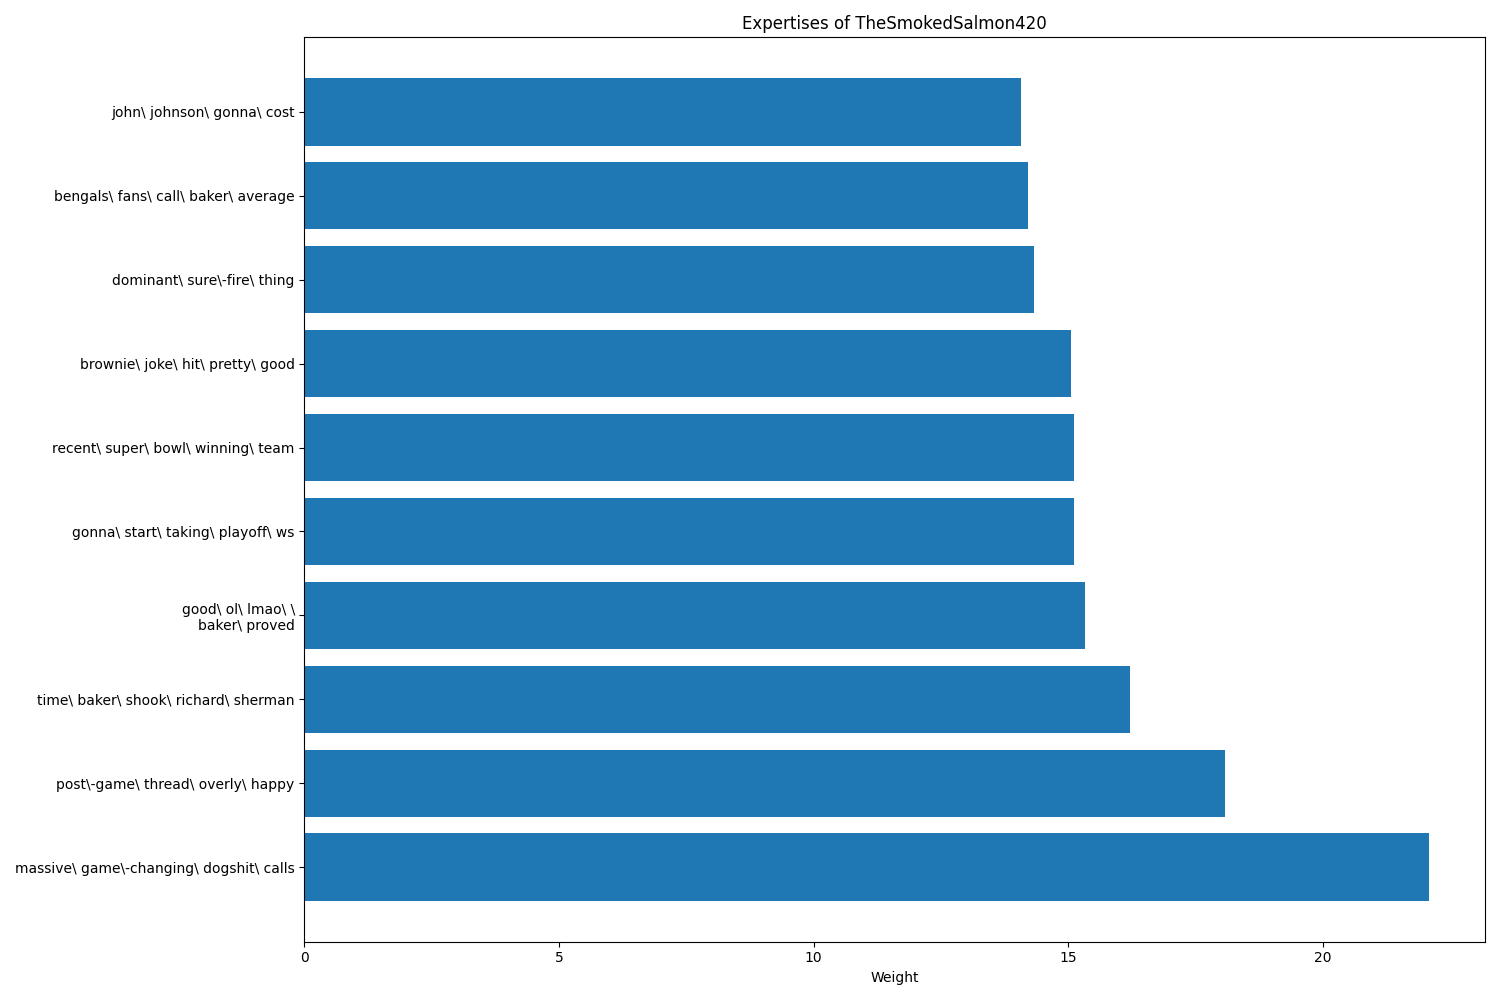 Expertises of TheSmokedSalmon420
john\ johnson\ gonna\ cost
bengals\ fans\ call\ baker\ average
dominant\ sure\-fire\ thing
brownie\ joke\ hit\ pretty\ good
recent\ super\ bowl\ winning\ team
gonna\ start\ taking\ playoff\ ws
good\ ol\ lmao\ \
baker\ proved
time\ baker\ shook\ richard\ sherman
post\-game\ thread\ overly\ happy
massive\ game\-changing\ dogshit\ calls
0 5 10 15 20
Weight